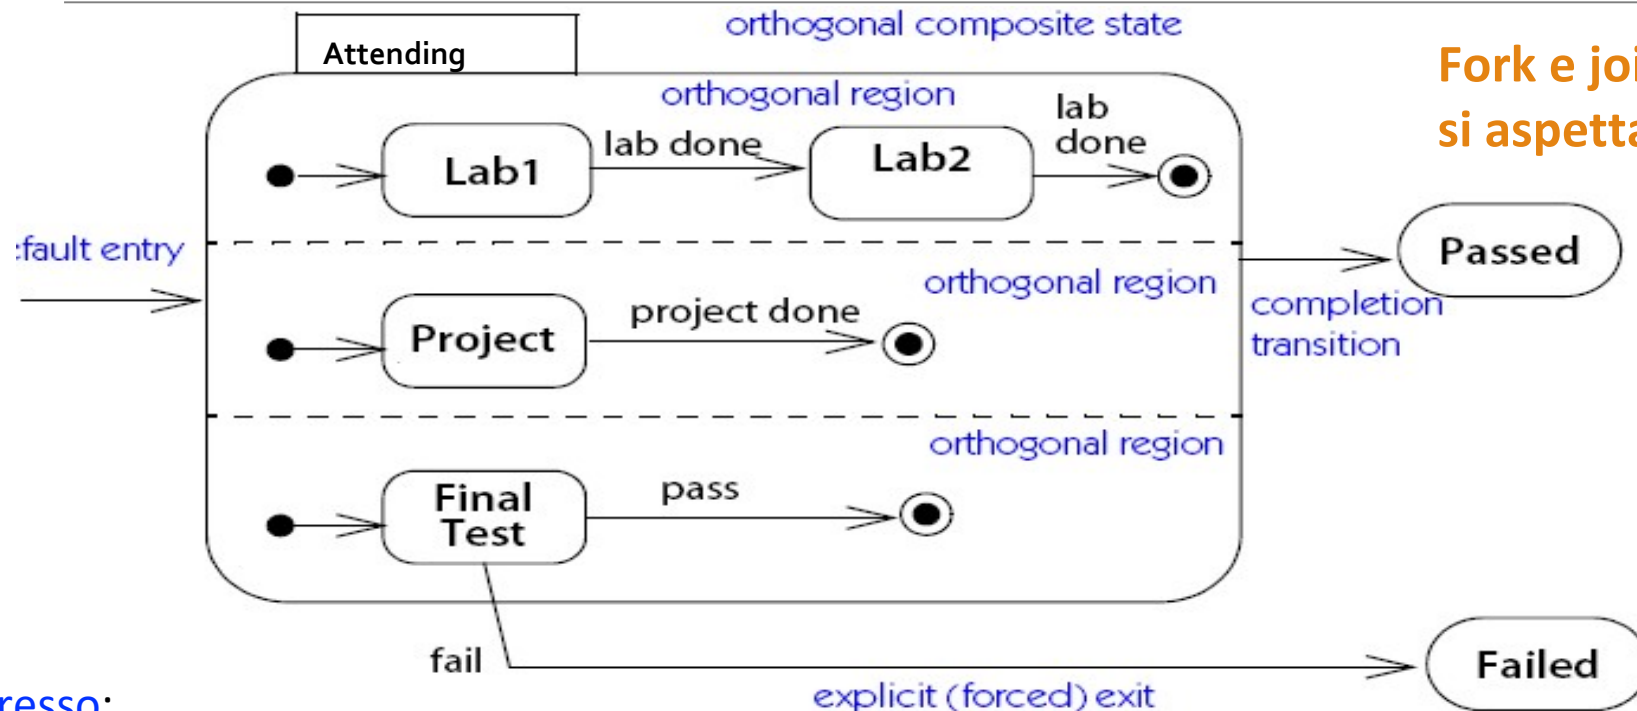 orthogonal composite state
Attending
Fork e joi
si aspetta
orthogonal region
lab
done
lab done
Lab1
Lab2
fault entry
Passed
orthogonal region
completion
transition
project done
Project
orthogonal region
pass
Final
Test
fail
Failed
explicit (forced) exit
resso: